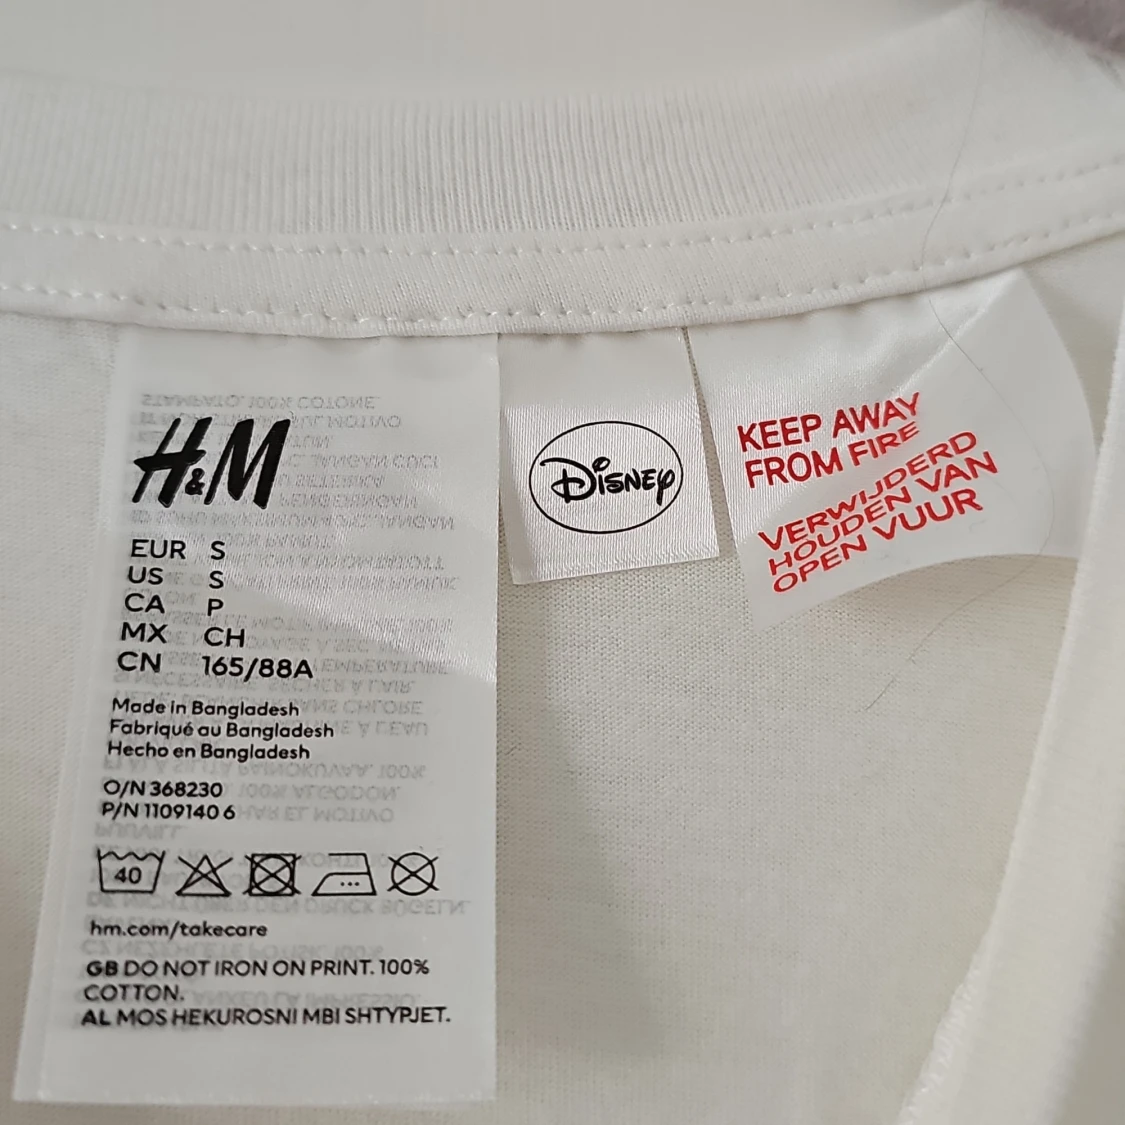 H&M
EUR S
US S
CA P
MX CH
CN 165/88A
Made in Bangladesh
Fabriqué au Bangladesh
Hecho en Bangladesh
O/N 368230
P/N 1109140 6
40
hm.com/takecare
GB DO NOT IRON ON PRINT. 100%
COTTON.
AL MOS HEKUROSNI MBI SHTYPJET.
Disney
KEEP AWAY
FROM FIRE
VERWIJDERD
HOUDEN VAN
OPEN VUUR